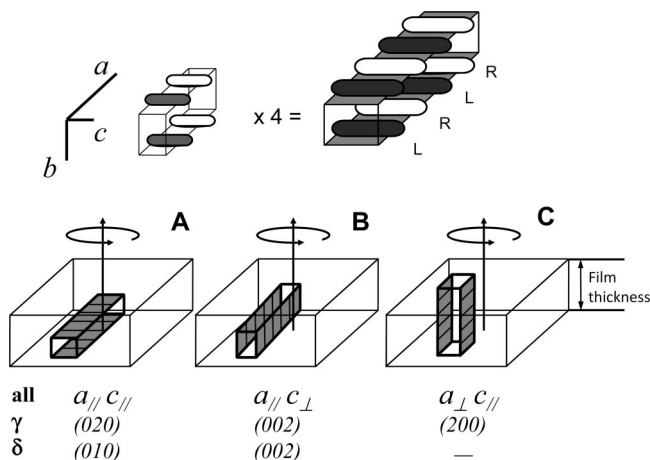 a
c
b
x 4 =
R
L
R
L
A
B
C
Film
thickness
all a// c// a// c⊥ a⊥ c//
γ (020) (002) (200)
δ (010) (002) —